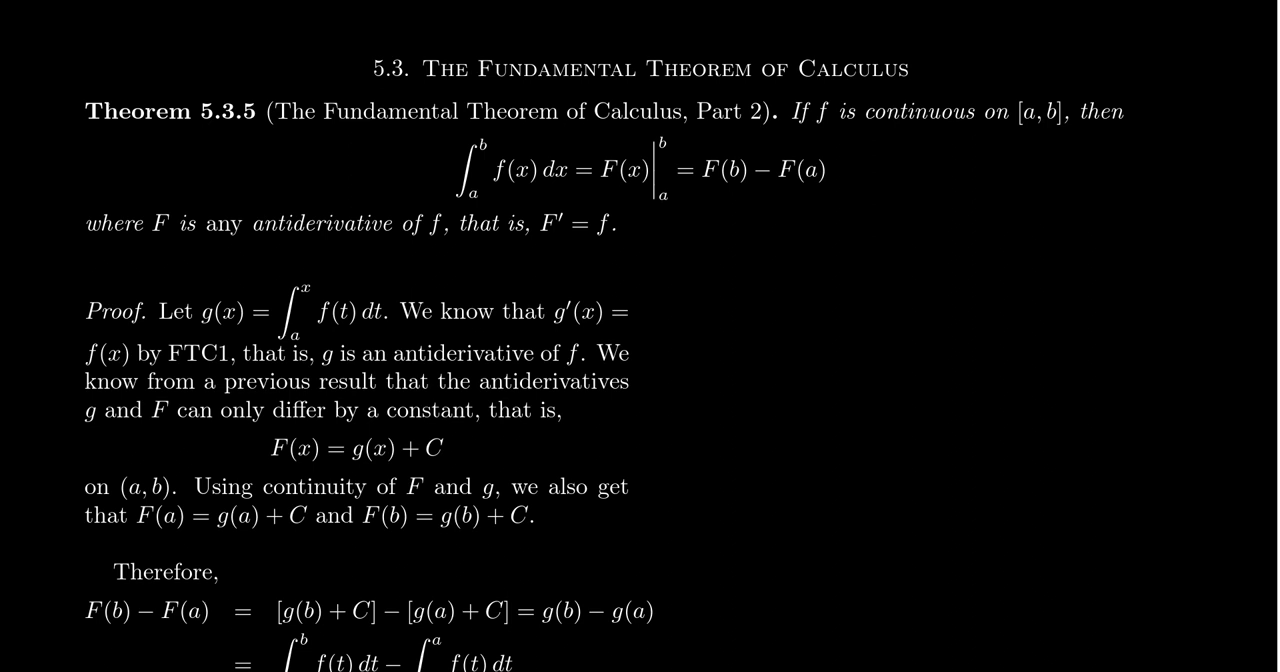 5.3. The Fundamental Theorem of Calculus
Theorem 5.3.5 (The Fundamental Theorem of Calculus, Part 2). If f is continuous on [a, b], then
∫_a^b f(x) dx = F(x)|_a^b = F(b) − F(a)
where F is any antiderivative of f, that is, F′ = f.
Proof. Let g(x) = ∫_a^x f(t) dt. We know that g′(x) =
f(x) by FTC1, that is, g is an antiderivative of f. We
know from a previous result that the antiderivatives
g and F can only differ by a constant, that is,
F(x) = g(x) + C
on (a, b). Using continuity of F and g, we also get
that F(a) = g(a) + C and F(b) = g(b) + C.
Therefore,
F(b) − F(a) = [g(b) + C] − [g(a) + C] = g(b) − g(a)
= ∫^b f(t) dt − ∫^a f(t) dt